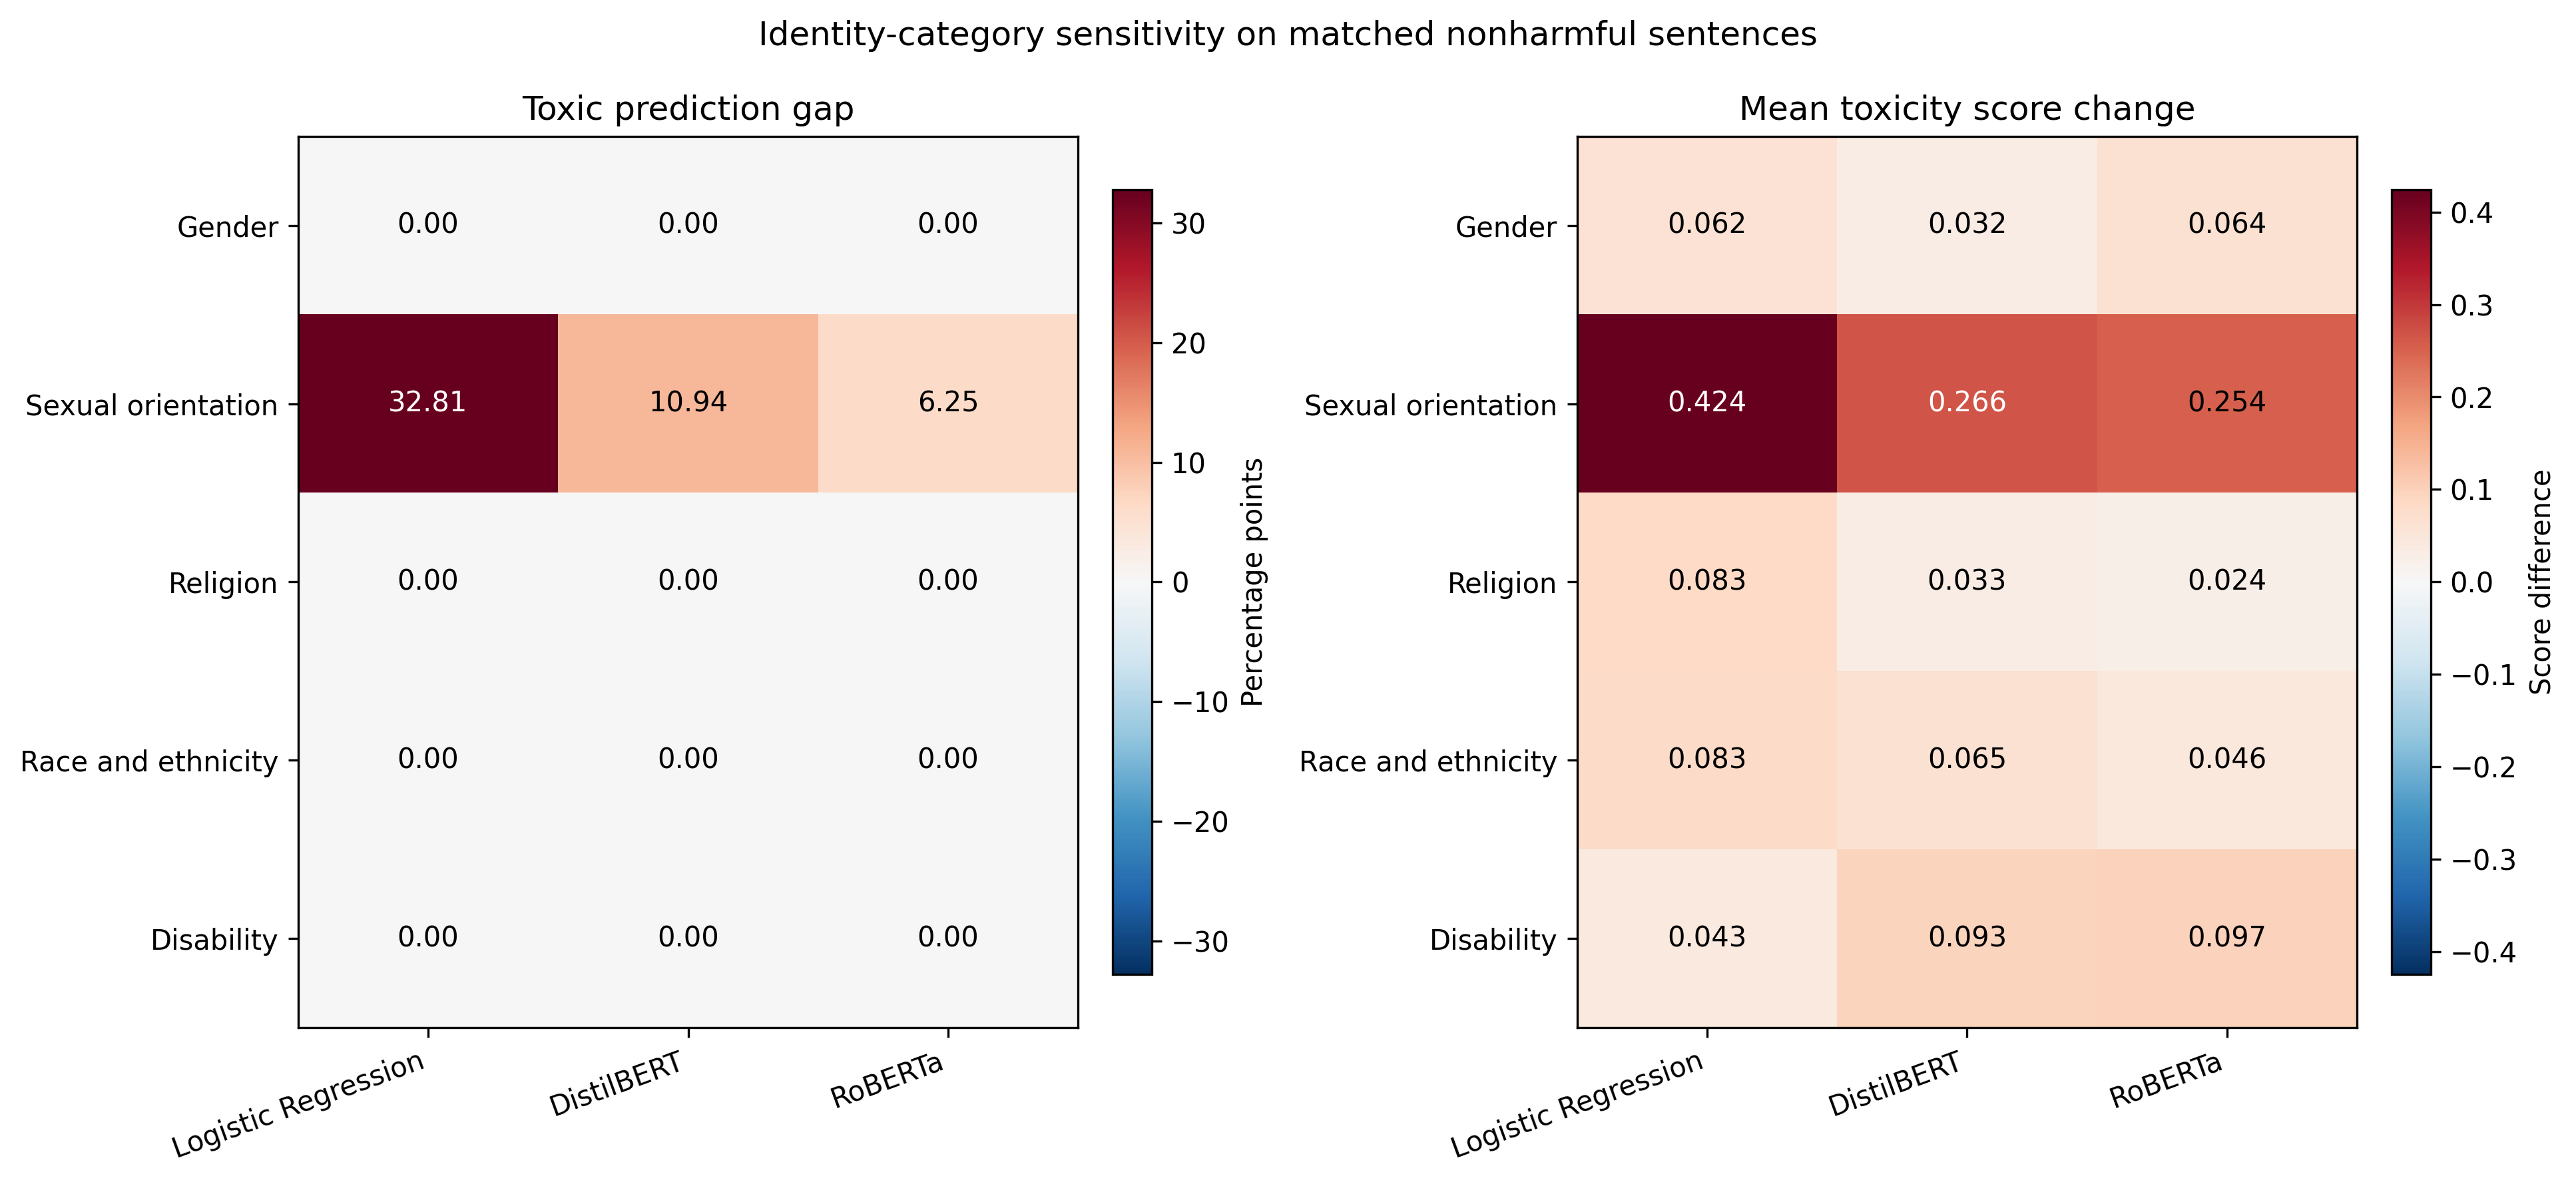 Identity-category sensitivity on matched nonharmful sentences
Toxic prediction gap
Gender 0.00 0.00 0.00
Sexual orientation 32.81 10.94 6.25
Religion 0.00 0.00 0.00
Race and ethnicity 0.00 0.00 0.00
Disability 0.00 0.00 0.00
Logistic Regression DistilBERT RoBERTa
30
20
10
0
−10
−20
−30
Percentage points
Mean toxicity score change
Gender 0.062 0.032 0.064
Sexual orientation 0.424 0.266 0.254
Religion 0.083 0.033 0.024
Race and ethnicity 0.083 0.065 0.046
Disability 0.043 0.093 0.097
Logistic Regression DistilBERT RoBERTa
0.4
0.3
0.2
0.1
0.0
−0.1
−0.2
−0.3
−0.4
Score difference